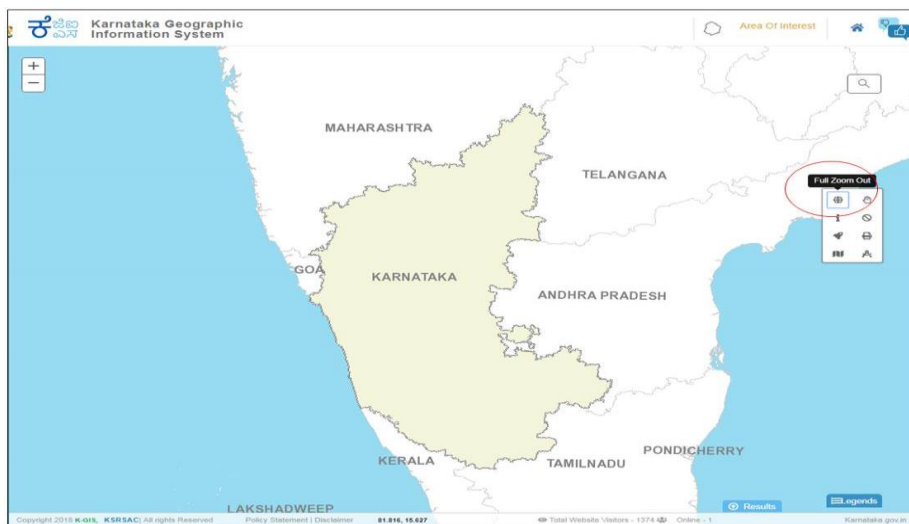 ಕ ಜಿಐ
ಎಸ್
Karnataka Geographic
Information System
Area Of Interest
+
−
MAHARASHTRA
TELANGANA
Full Zoom Out
GOA
KARNATAKA
ANDHRA PRADESH
KERALA
TAMILNADU
PONDICHERRY
LAKSHADWEEP
Results
Legends
Copyright 2018 K-GIS, KSRSAC| All rights Reserved Policy Statement | Disclaimer 81.816, 15.627 Total Website Visitors - 1374 Online - 1 Karnataka.gov.in